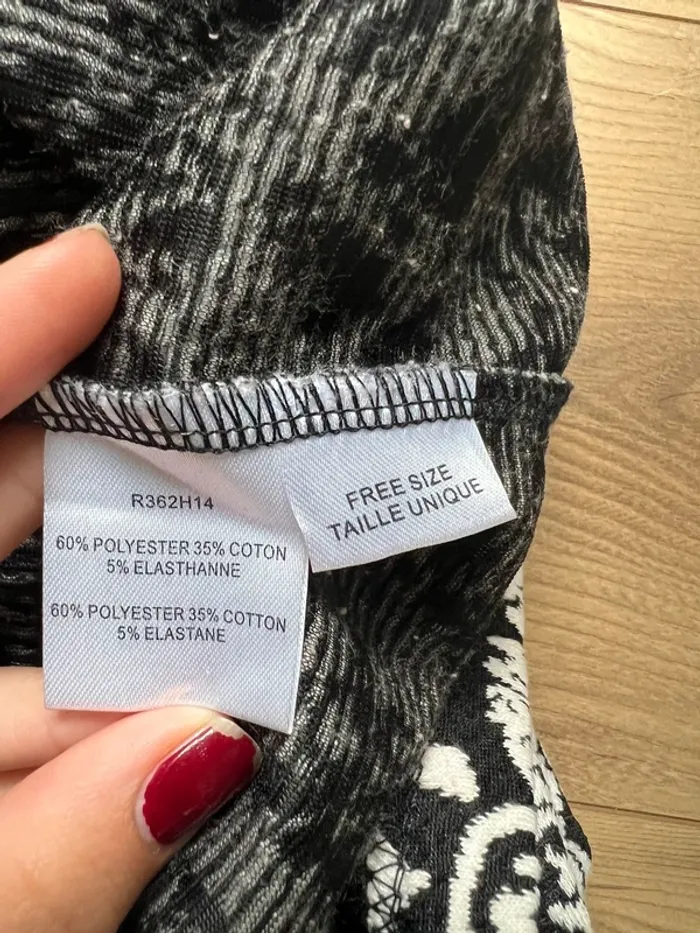 R362H14
60% POLYESTER 35% COTON
5% ELASTHANNE
60% POLYESTER 35% COTTON
5% ELASTANE
FREE SIZE
TAILLE UNIQUE